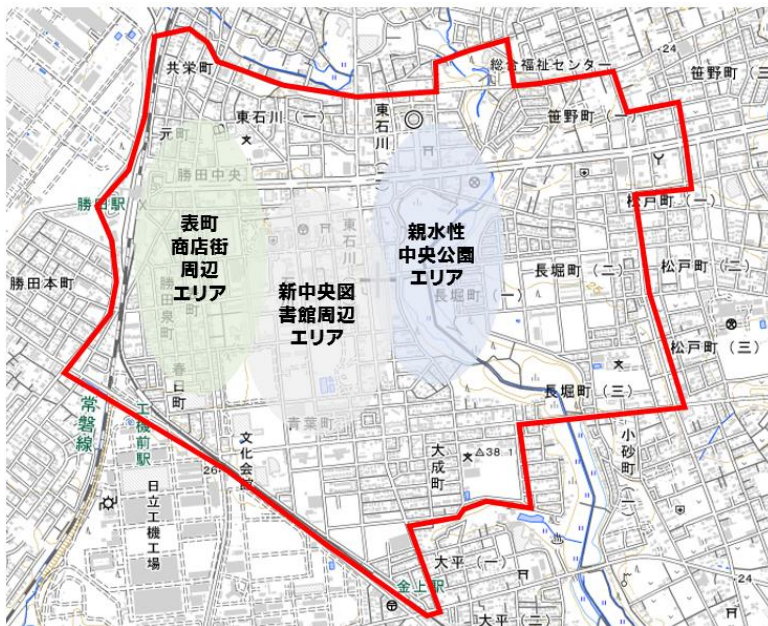 共栄町
総合福祉センター
24
笹野町（三
東石川（一）
東石川（二
笹野町（一）
元町
勝田中央
勝田駅
松戸町（一）
表町
商店街
周辺
エリア
東石川
親水性
中央公園
エリア
勝田本町
勝田泉町
新中央図
書館周辺
エリア
長堀町（一）
長堀町（二）
松戸町（二）
松戸町（三）
春日町
長堀町（三）
常磐線
工機前駅
青葉町
文化会館
26
大成町
38.1
小砂町（一）
日立工機工場
金上駅
大平（一）
大平（二
24